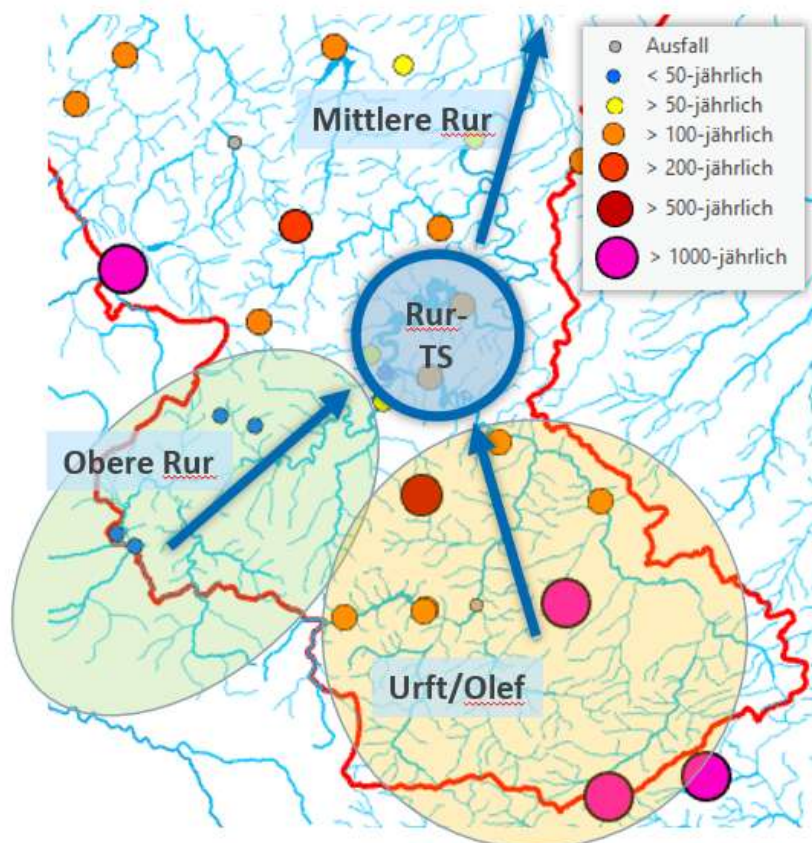 Ausfall
< 50-jährlich
> 50-jährlich
> 100-jährlich
> 200-jährlich
> 500-jährlich
> 1000-jährlich
Mittlere Rur
Rur-
TS
Obere Rur
Urft/Olef